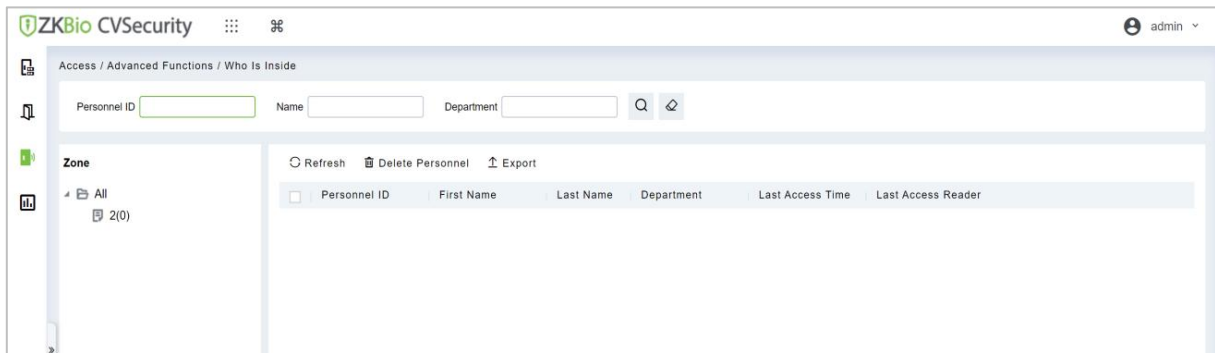 ZKBio CVSecurity
admin
Access / Advanced Functions / Who Is Inside
Personnel ID Name Department
Zone
Refresh Delete Personnel Export
All
Personnel ID First Name Last Name Department Last Access Time Last Access Reader
2(0)